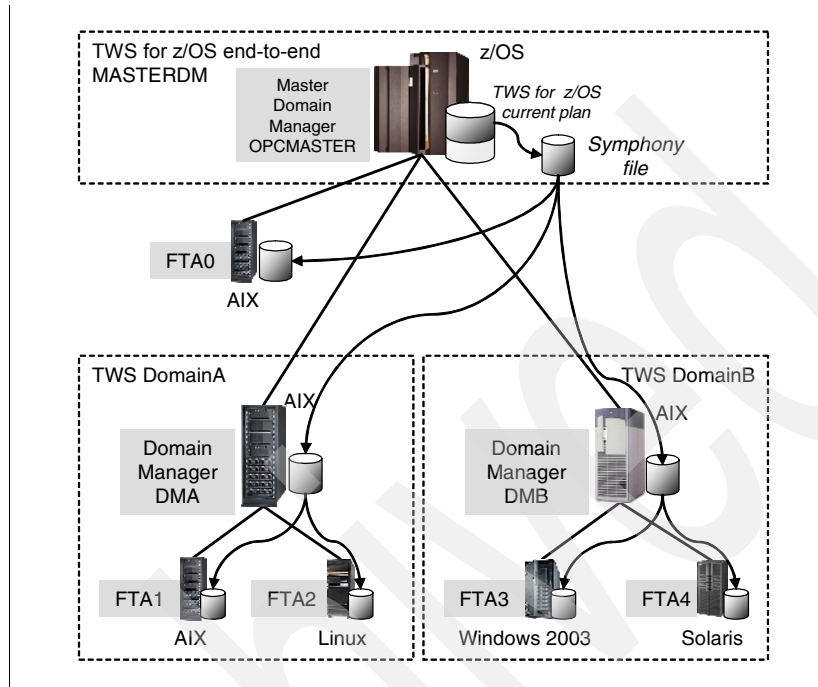 TWS for z/OS end-to-end
MASTERDM
z/OS
Master
Domain
Manager
OPCMASTER
TWS for z/OS
current plan
Symphony
file
FTA0
AIX
TWS DomainA
AIX
Domain
Manager
DMA
FTA1
AIX
FTA2
Linux
TWS DomainB
AIX
Domain
Manager
DMB
FTA3
Windows 2003
FTA4
Solaris